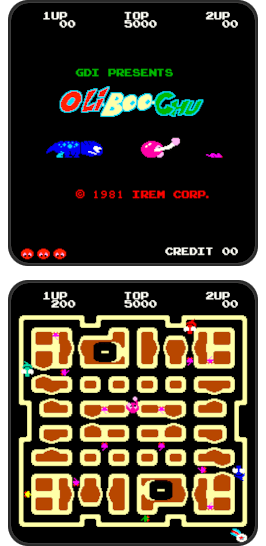 1UP TOP 2UP
00 5000 00
GDI PRESENTS
OLI BOO CHU
© 1981 IREM CORP.
CREDIT 00
1UP TOP 2UP
200 5000 00